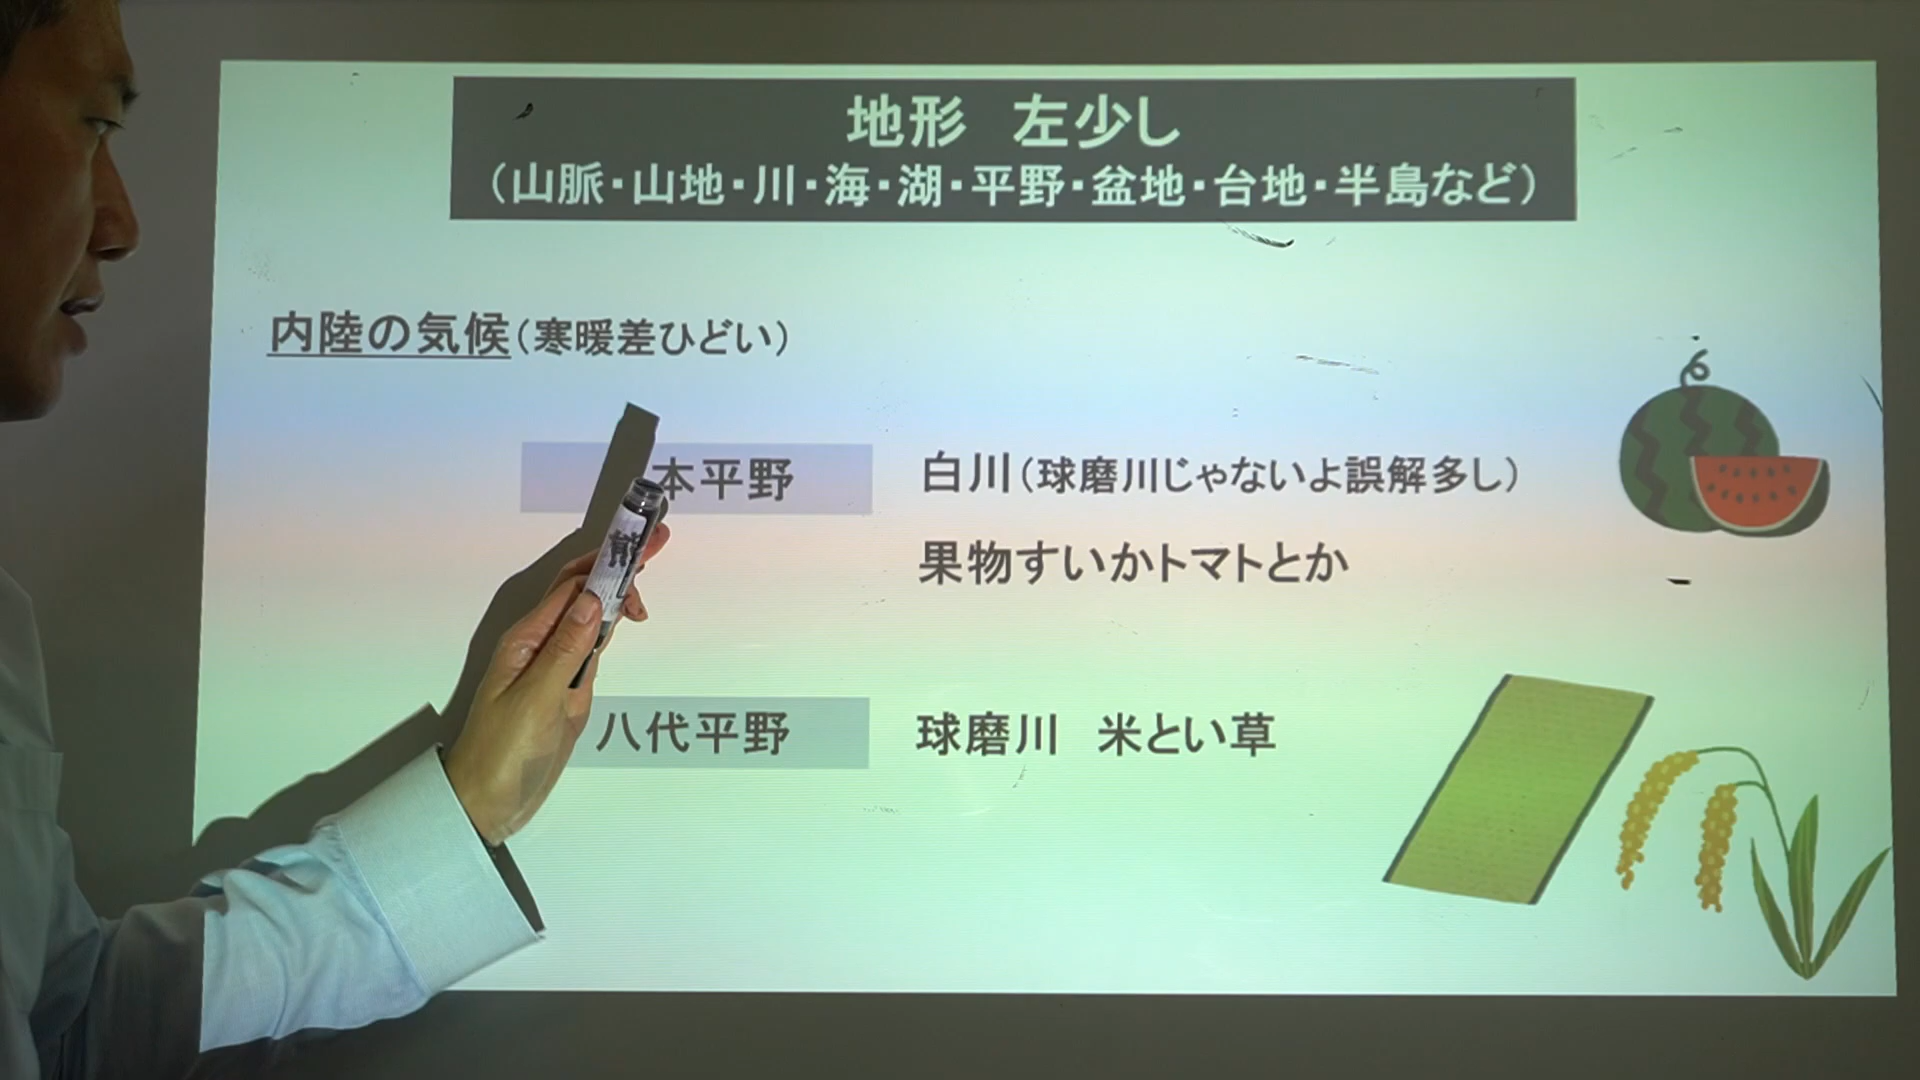 地形　左少し
（山脈・山地・川・海・湖・平野・盆地・台地・半島など）
内陸の気候（寒暖差ひどい）
熊本平野
白川（球磨川じゃないよ誤解多し）
果物すいかトマトとか
八代平野
球磨川　米とい草